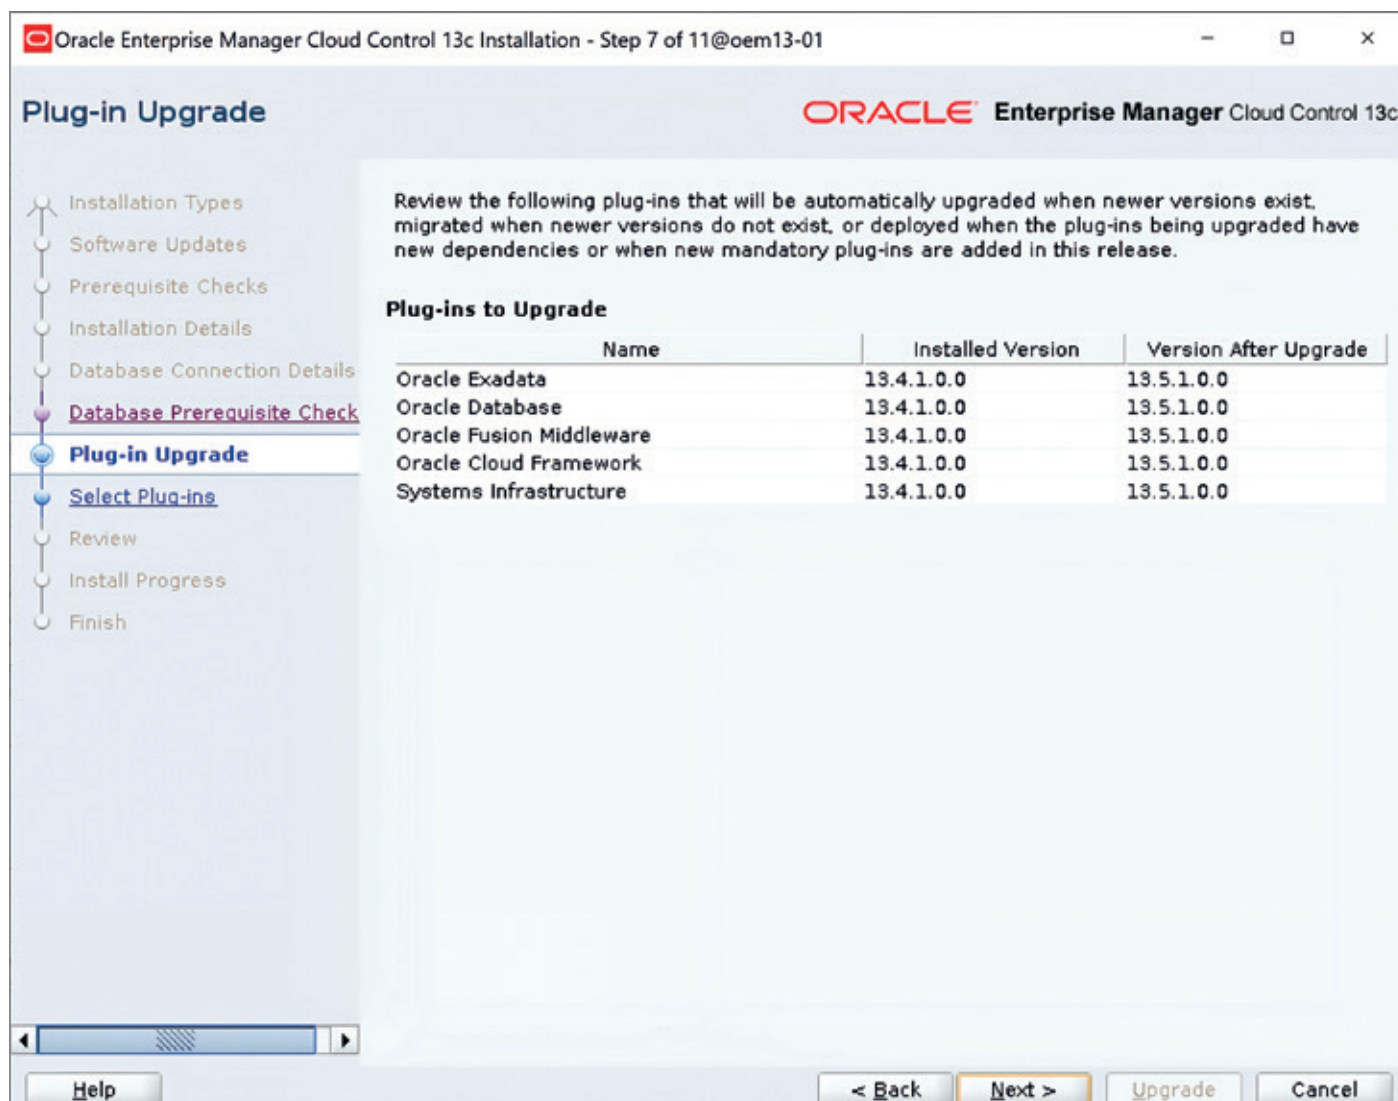 Oracle Enterprise Manager Cloud Control 13c Installation - Step 7 of 11@oem13-01
Plug-in Upgrade
ORACLE Enterprise Manager Cloud Control 13c
Installation Types
Software Updates
Prerequisite Checks
Installation Details
Database Connection Details
Database Prerequisite Check
Plug-in Upgrade
Select Plug-ins
Review
Install Progress
Finish
Review the following plug-ins that will be automatically upgraded when newer versions exist,
migrated when newer versions do not exist, or deployed when the plug-ins being upgraded have
new dependencies or when new mandatory plug-ins are added in this release.
Plug-ins to Upgrade
Name Installed Version Version After Upgrade
Oracle Exadata 13.4.1.0.0 13.5.1.0.0
Oracle Database 13.4.1.0.0 13.5.1.0.0
Oracle Fusion Middleware 13.4.1.0.0 13.5.1.0.0
Oracle Cloud Framework 13.4.1.0.0 13.5.1.0.0
Systems Infrastructure 13.4.1.0.0 13.5.1.0.0
Help < Back Next > Upgrade Cancel